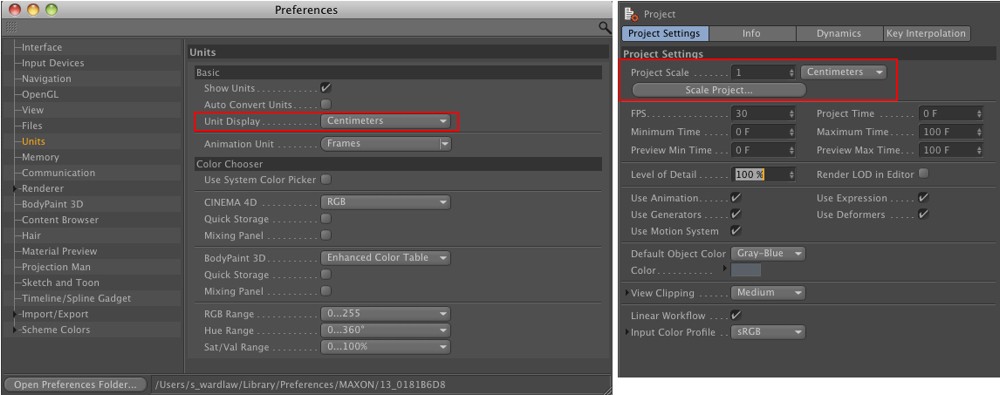 Preferences
Interface
Input Devices
Navigation
OpenGL
View
Files
Units
Memory
Communication
Renderer
BodyPaint 3D
Content Browser
Hair
Material Preview
Projection Man
Sketch and Toon
Timeline/Spline Gadget
Import/Export
Scheme Colors
Open Preferences Folder...
Units
Basic
Show Units
Auto Convert Units
Unit Display Centimeters
Animation Unit Frames
Color Chooser
Use System Color Picker
CINEMA 4D RGB
Quick Storage
Mixing Panel
BodyPaint 3D Enhanced Color Table
Quick Storage
Mixing Panel
RGB Range 0...255
Hue Range 0...360°
Sat/Val Range 0...100%
/Users/s_wardlaw/Library/Preferences/MAXON/13_0181B6D8
Project
Project Settings Info Dynamics Key Interpolation
Project Settings
Project Scale 1 Centimeters
Scale Project...
FPS 30 Project Time 0 F
Minimum Time 0 F Maximum Time 100 F
Preview Min Time 0 F Preview Max Time 100 F
Level of Detail 100 % Render LOD in Editor
Use Animation Use Expression
Use Generators Use Deformers
Use Motion System
Default Object Color Gray-Blue
Color
View Clipping Medium
Linear Workflow
Input Color Profile sRGB